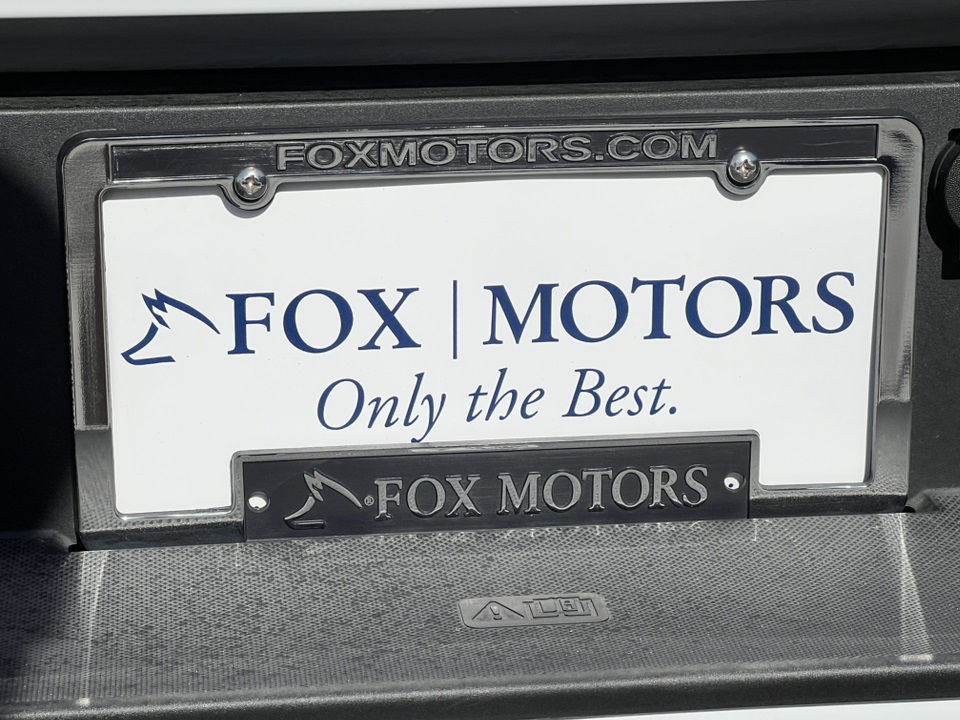 FOXMOTORS.COM
FOX | MOTORS
Only the Best.
® FOX MOTORS